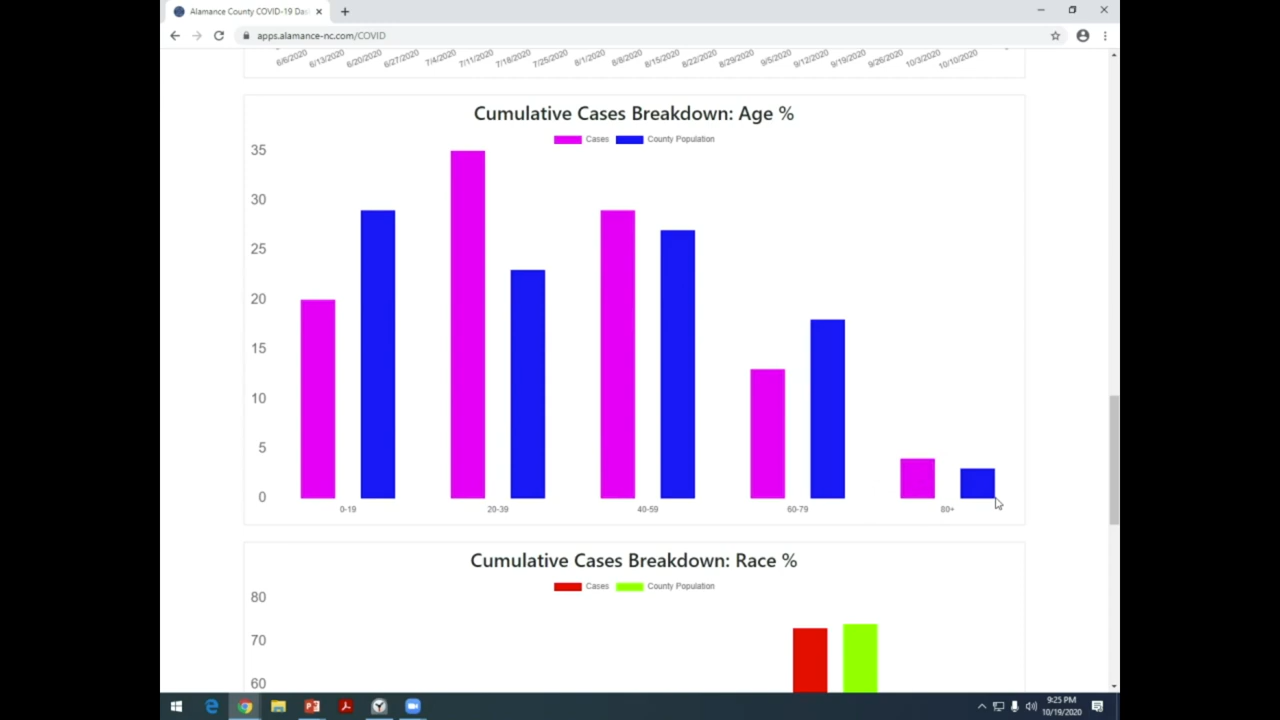 Alamance County COVID-19 Das
apps.alamance-nc.com/COVID
6/6/2020 6/13/2020 6/20/2020 6/27/2020 7/4/2020 7/11/2020 7/18/2020 7/25/2020 8/1/2020 8/8/2020 8/15/2020 8/22/2020 8/29/2020 9/5/2020 9/12/2020 9/19/2020 9/26/2020 10/3/2020 10/10/2020
Cumulative Cases Breakdown: Age %
Cases County Population
35
30
25
20
15
10
5
0
0-19 20-39 40-59 60-79 80+
Cumulative Cases Breakdown: Race %
Cases County Population
80
70
60
9:25 PM
10/19/2020